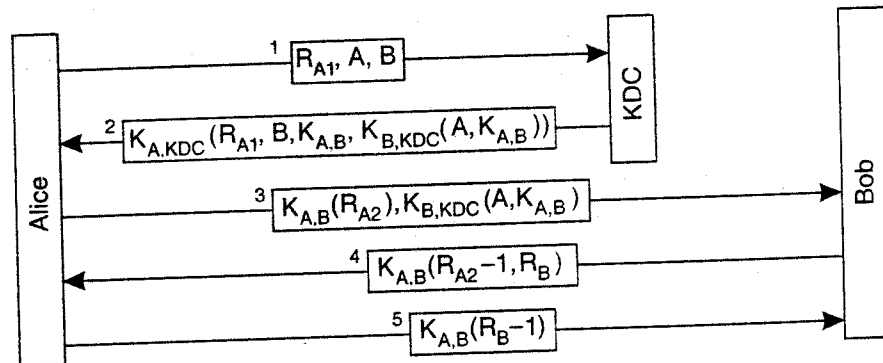 1 R_A1, A, B
2 K_A,KDC(R_A1, B,K_A,B, K_B,KDC(A,K_A,B))
3 K_A,B(R_A2),K_B,KDC(A,K_A,B)
4 K_A,B(R_A2−1,R_B)
5 K_A,B(R_B−1)
Alice
KDC
Bob